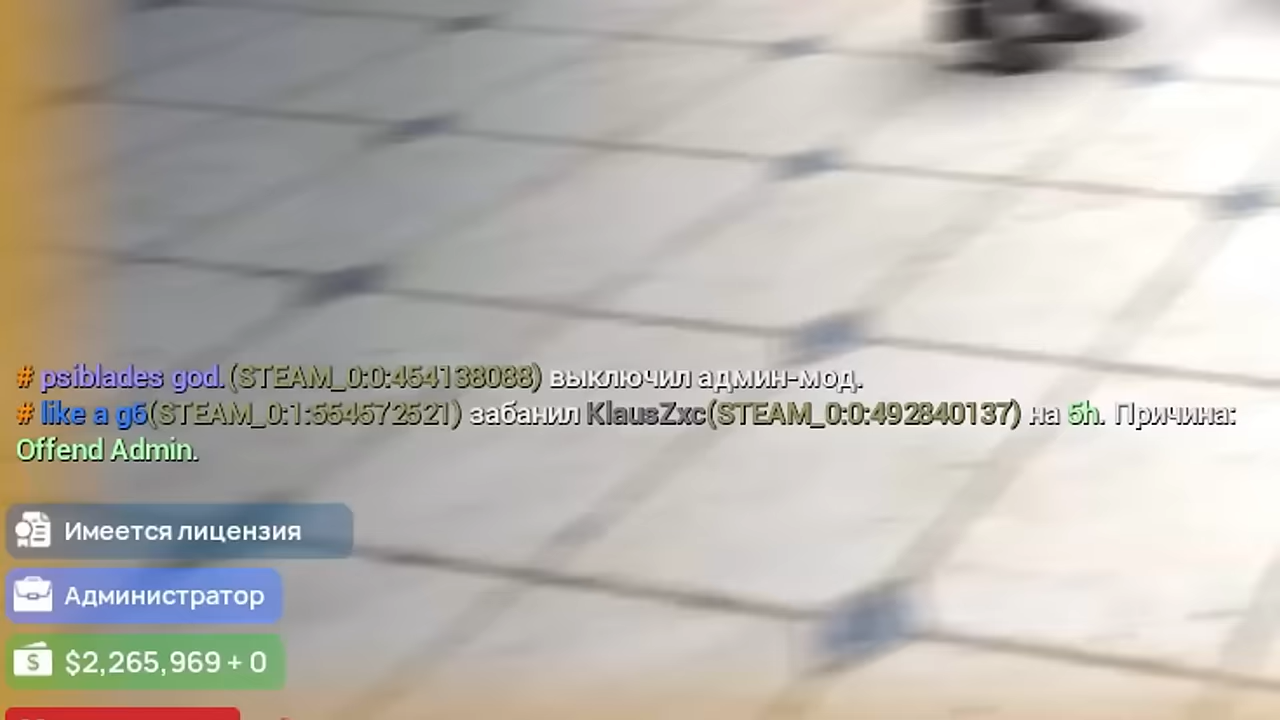 # psiblades god.(STEAM_0:0:454138088) выключил админ-мод.
# like a g6(STEAM_0:1:554572521) забанил KlausZxc(STEAM_0:0:492840137) на 5h. Причина:
Offend Admin.
Имеется лицензия
Администратор
$2,265,969 + 0